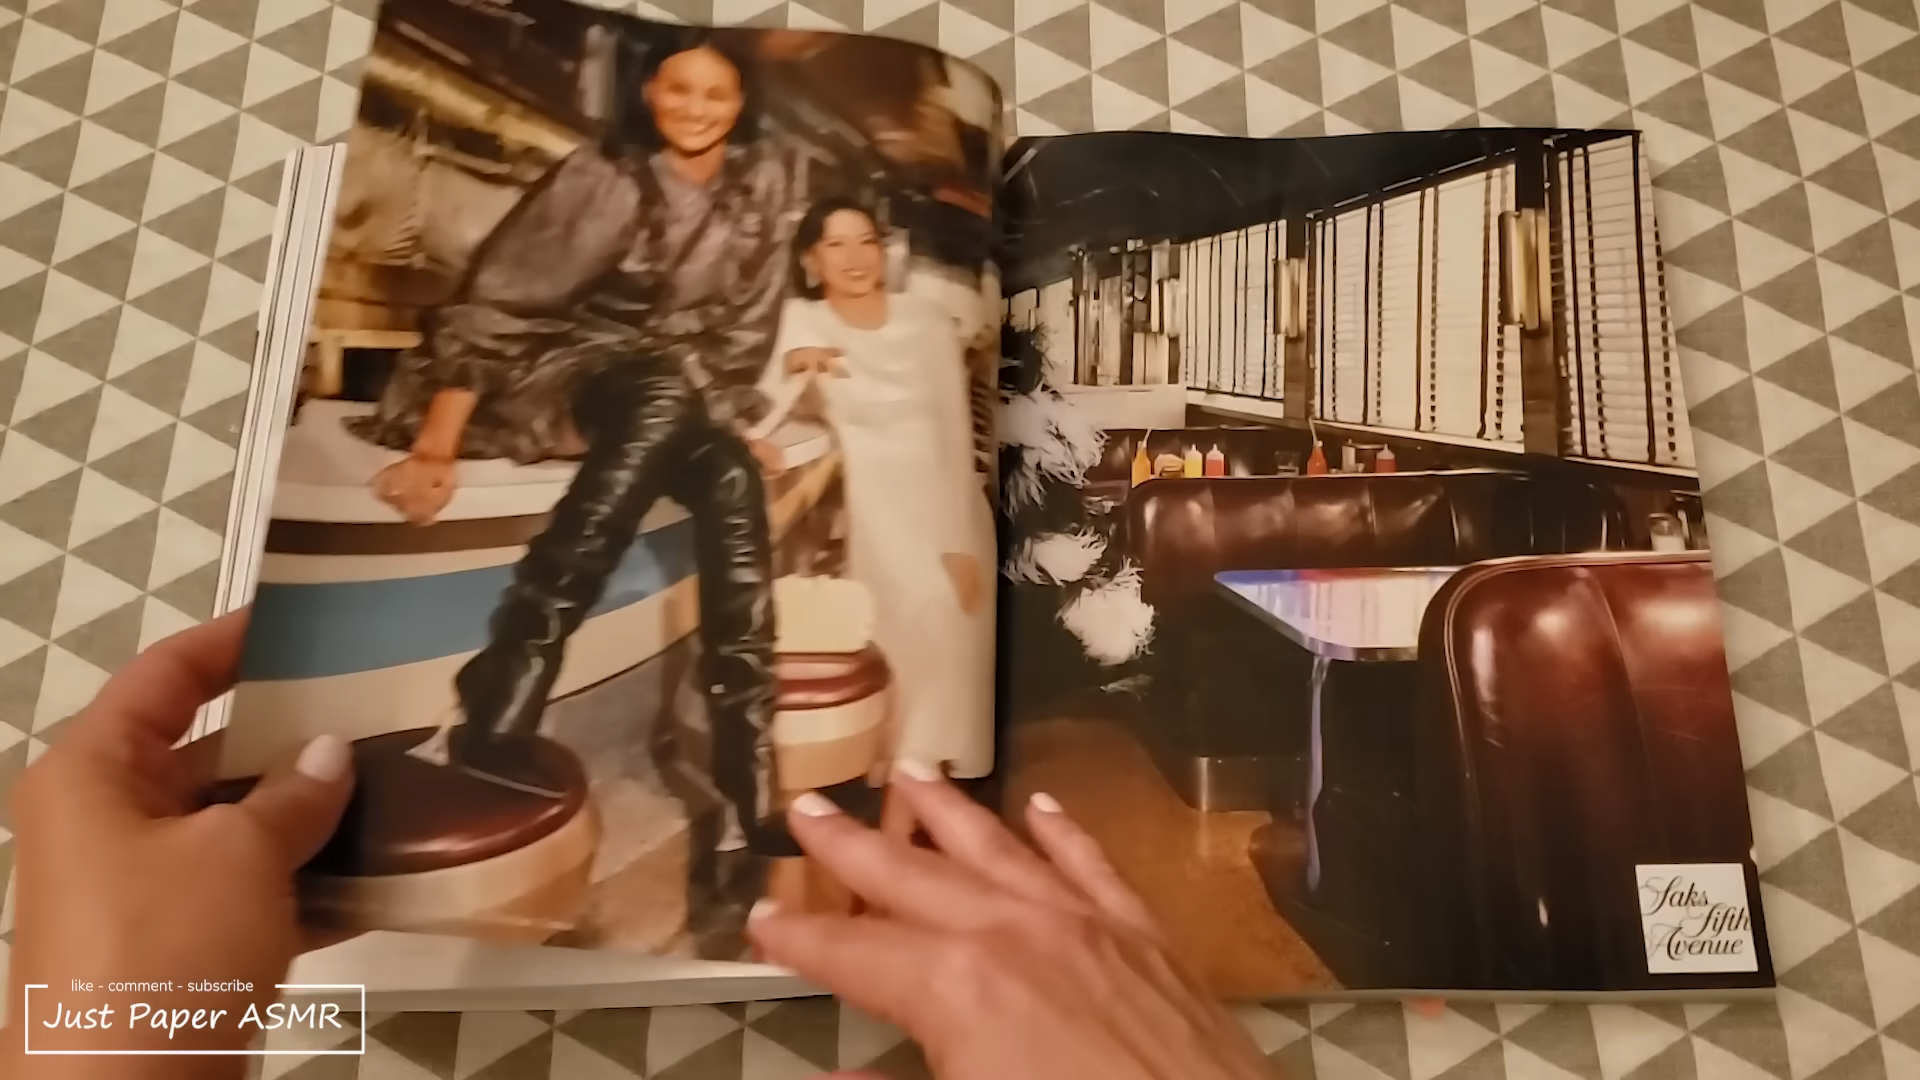 Saks
Fifth
Avenue
like - comment - subscribe
Just Paper ASMR